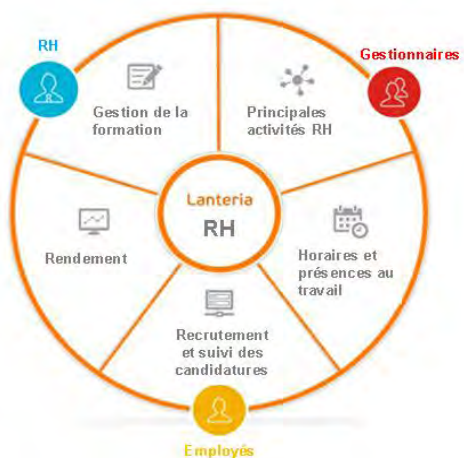 RH
Gestionnaires
Gestion de la
formation
Principales
activités RH
Lanteria
RH
Rendement
Horaires et
présences au
travail
Recrutement
et suivi des
candidatures
Employés